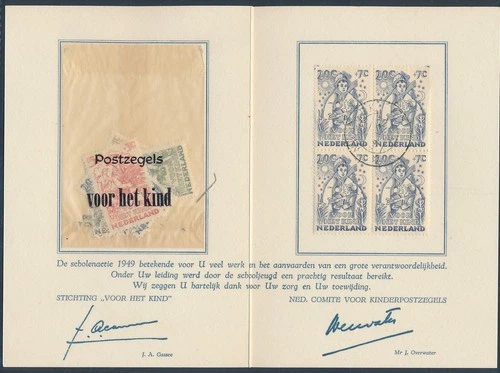 Postzegels
voor het kind
NEDERLAND
NEDERLAND
20C +7C
20C +7C
NEDERLAND
NEDERLAND
20C +7C
20C +7C
NEDERLAND
NEDERLAND
De scholenactie 1949 betekende voor U veel werk en het aanvaarden van een grote verantwoordelijkheid.
Onder Uw leiding werd door de schooljeugd een prachtig resultaat bereikt.
Wij zeggen U hartelijk dank voor Uw zorg en Uw toewijding.
STICHTING „VOOR HET KIND”
NED. COMITE VOOR KINDERPOSTZEGELS
J. A.
Mr J.